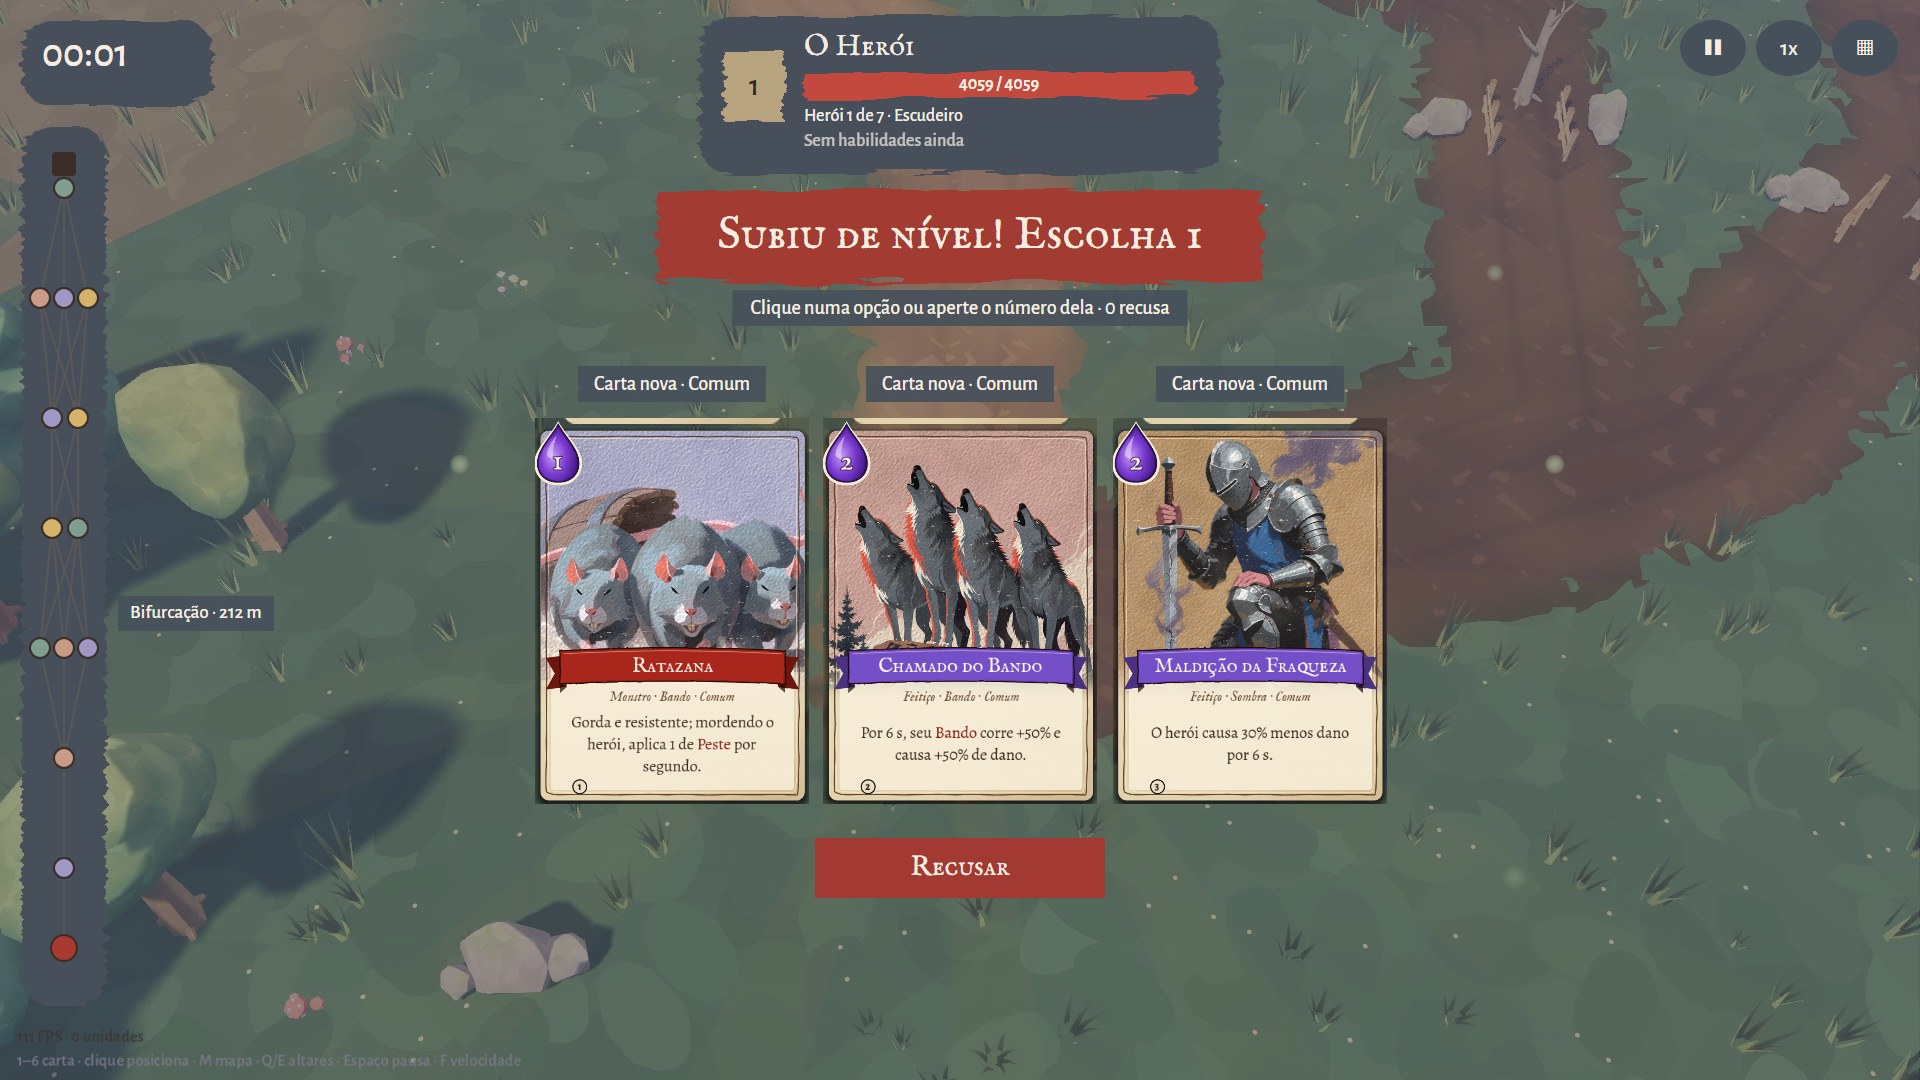 00:01
O Herói
1
4059 / 4059
Herói 1 de 7 · Escudeiro
Sem habilidades ainda
1x
Subiu de nível! Escolha 1
Clique numa opção ou aperte o número dela · 0 recusa
Carta nova · Comum
Carta nova · Comum
Carta nova · Comum
1
Ratazana
Monstro · Bando · Comum
Gorda e resistente; mordendo o
herói, aplica 1 de Peste por
segundo.
1
2
Chamado do Bando
Feitiço · Bando · Comum
Por 6 s, seu Bando corre +50% e
causa +50% de dano.
2
2
Maldição da Fraqueza
Feitiço · Sombra · Comum
O herói causa 30% menos dano
por 6 s.
3
Bifurcação · 212 m
Recusar
111 FPS · 0 unidades
1–6 carta · clique posiciona · M mapa · Q/E altares · Espaço pausa · F velocidade